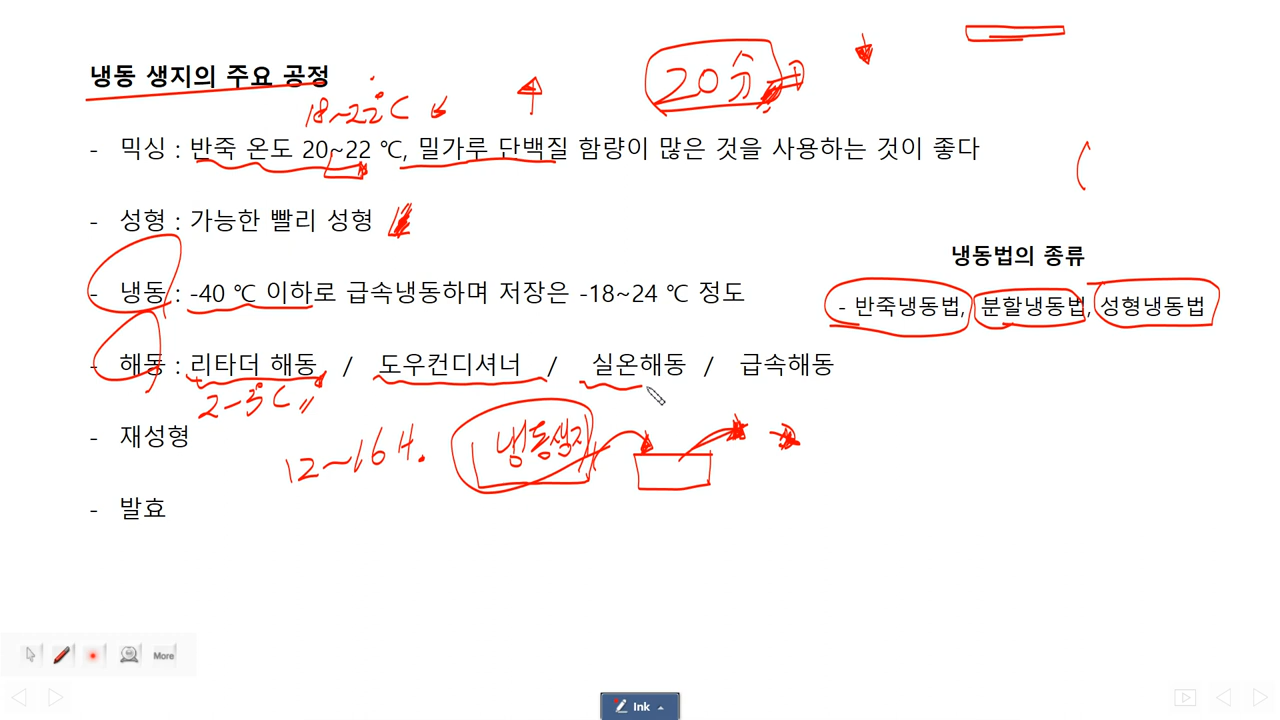 냉동 생지의 주요 공정
20分
18~22°C
- 믹싱 : 반죽 온도 20~22 ℃, 밀가루 단백질 함량이 많은 것을 사용하는 것이 좋다
- 성형 : 가능한 빨리 성형
- 냉동 : -40 ℃ 이하로 급속냉동하며 저장은 -18~24 ℃ 정도
- 해동 : 리타더 해동 / 도우컨디셔너 / 실온해동 / 급속해동
2-3°C
- 재성형
12~16H.
냉동생지
- 발효
냉동법의 종류
- 반죽냉동법, 분할냉동법, 성형냉동법
More
Ink